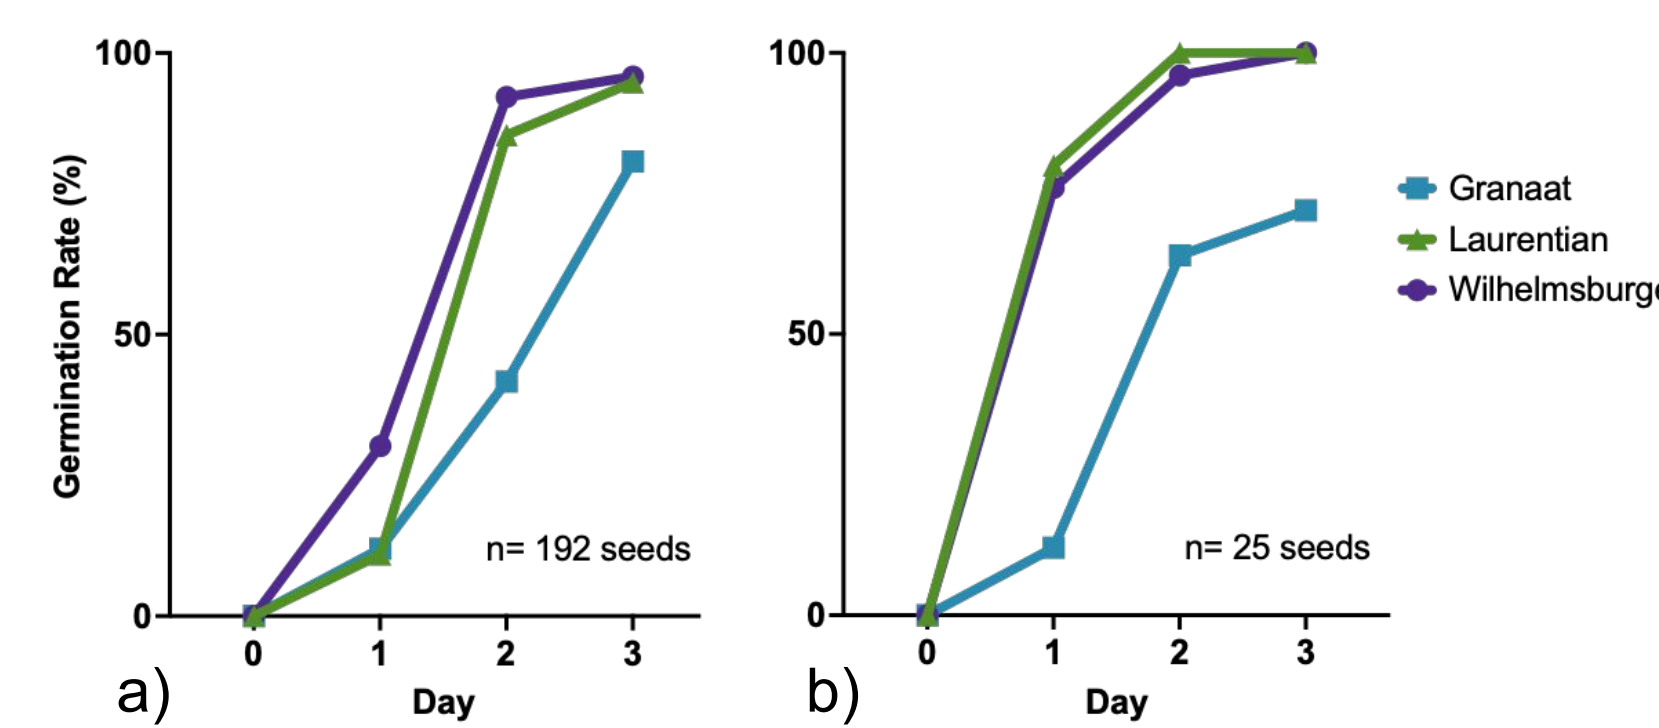 100
50
0
Germination Rate (%)
n= 192 seeds
0 1 2 3
Day
a)
100
50
0
n= 25 seeds
0 1 2 3
Day
b)
Granaat
Laurentian
Wilhelmsburge